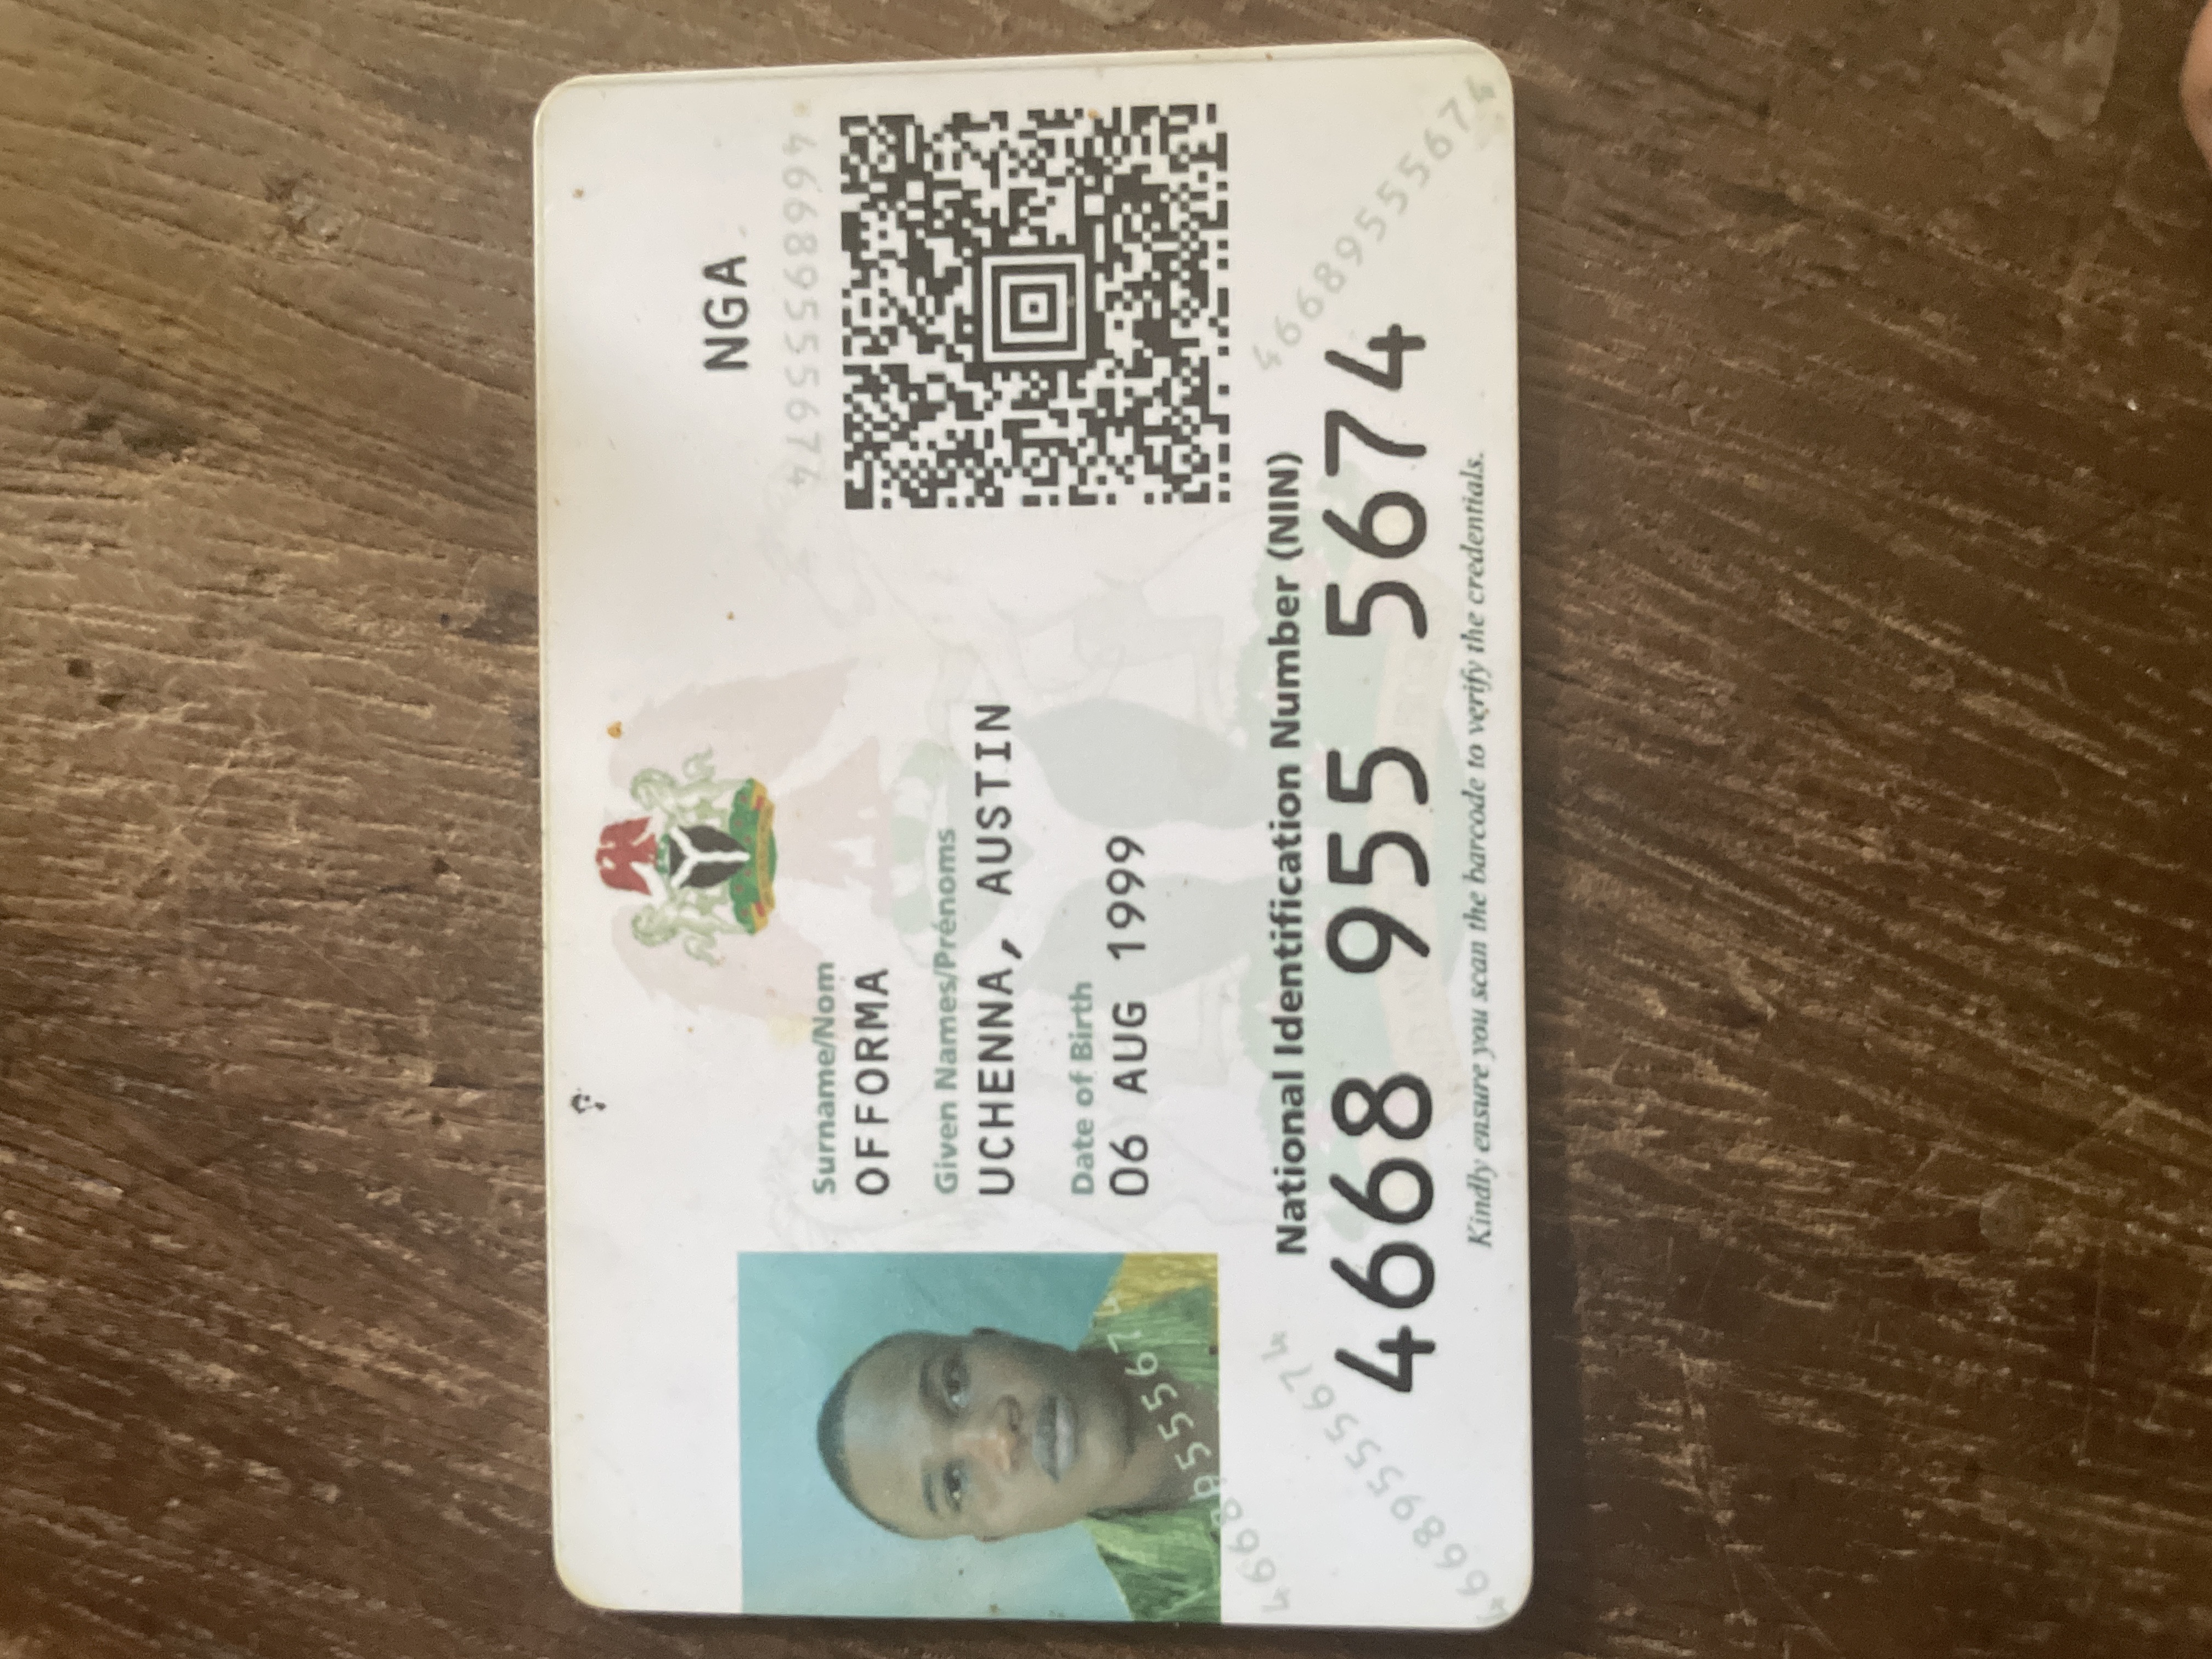 NGA
46689555674
Surname/Nom
OFFORMA
Given Names/Prénoms
UCHENNA, AUSTIN
Date of Birth
06 AUG 1999
46689555674
46689555674
46689555674
National Identification Number (NIN)
4668 955 5674
Kindly ensure you scan the barcode to verify the credentials.